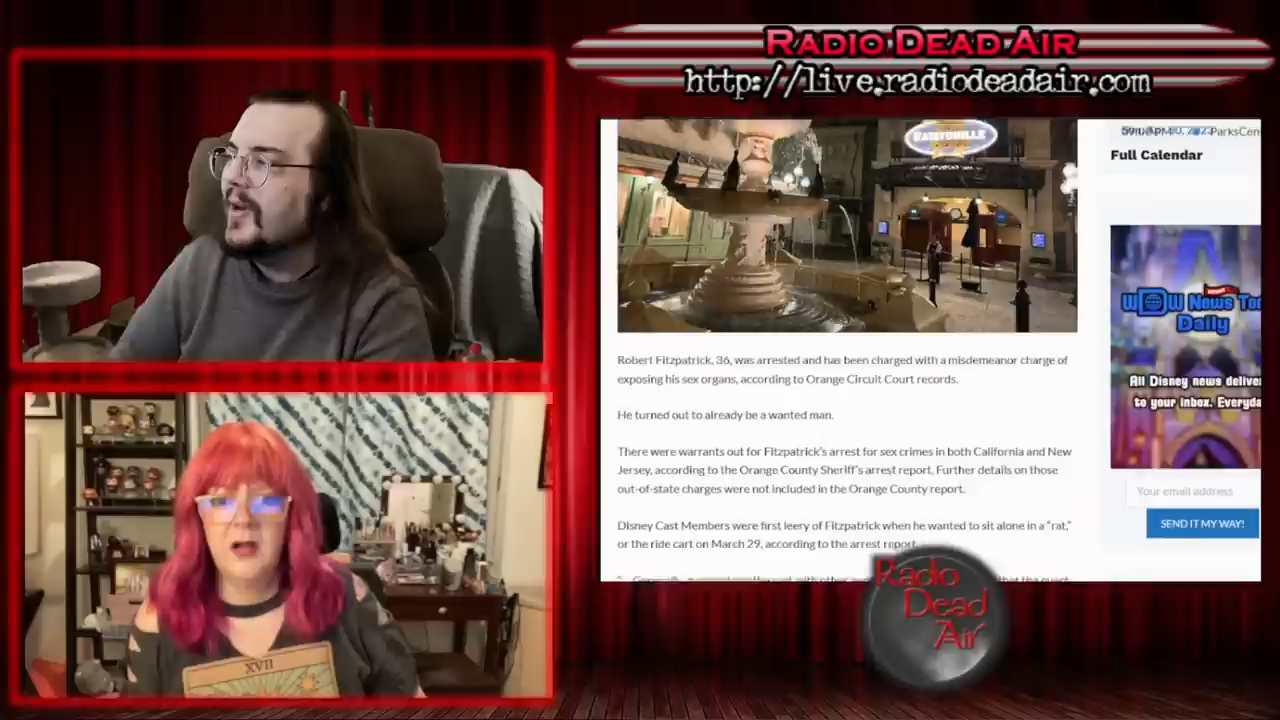 Radio Dead Air
http://live.radiodeadair.com
Full Calendar
Robert Fitzpatrick, 36, was arrested and has been charged with a misdemeanor charge of
exposing his sex organs, according to Orange Circuit Court records.
He turned out to already be a wanted man.
There were warrants out for Fitzpatrick's arrest for sex crimes in both California and New
Jersey, according to the Orange County Sheriff's arrest report. Further details on those
out-of-state charges were not included in the Orange County report.
Disney Cast Members were first leery of Fitzpatrick when he wanted to sit alone in a "rat,"
or the ride cart on March 29, according to the arrest report.
WDW News
Daily
All Disney news
to your inbox.
Your email address
SEND IT MY WAY!
Radio
Dead
Air
XVII